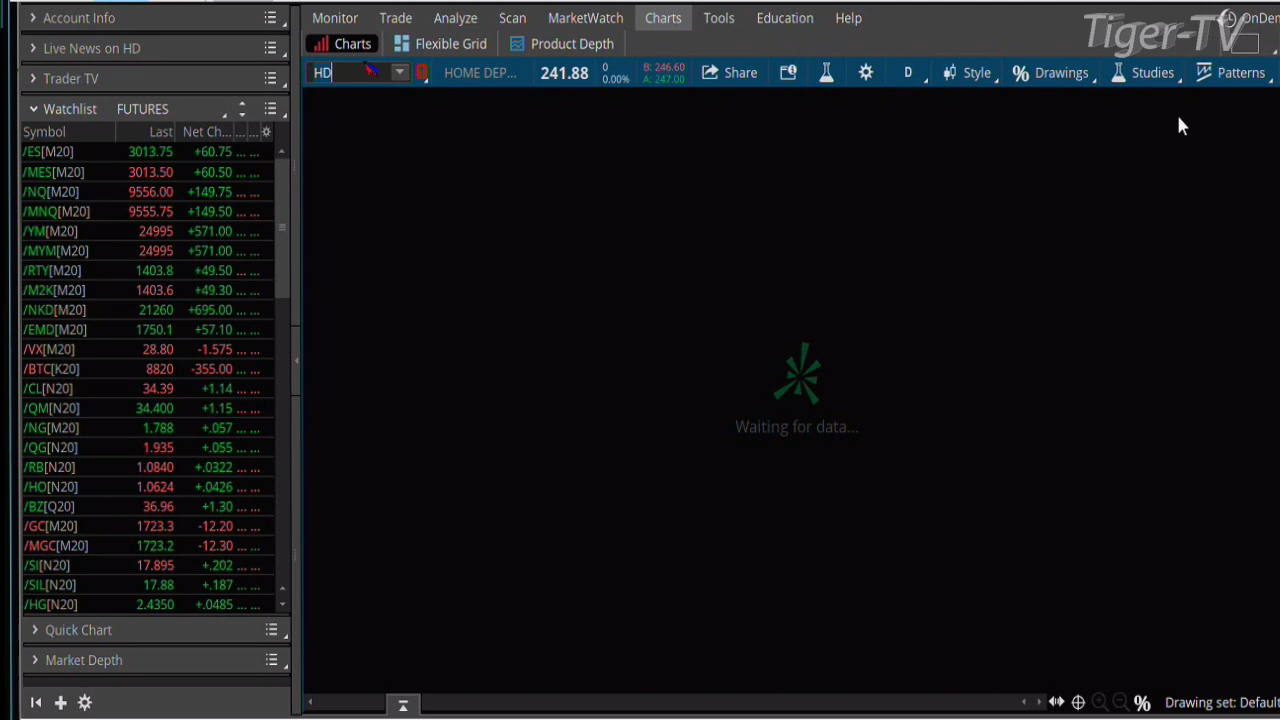 Account Info
Live News on HD
Trader TV
Watchlist FUTURES
Symbol Last Net Ch... ... ...
/ES[M20] 3013.75 +60.75 ... ...
/MES[M20] 3013.50 +60.50 ... ...
/NQ[M20] 9556.00 +149.75 ... ...
/MNQ[M20] 9555.75 +149.50 ... ...
/YM[M20] 24995 +571.00 ... ...
/MYM[M20] 24995 +571.00 ... ...
/RTY[M20] 1403.8 +49.50 ... ...
/M2K[M20] 1403.6 +49.30 ... ...
/NKD[M20] 21260 +695.00 ... ...
/EMD[M20] 1750.1 +57.10 ... ...
/VX[M20] 28.80 -1.575 ... ...
/BTC[K20] 8820 -355.00 ... ...
/CL[N20] 34.39 +1.14 ... ...
/QM[N20] 34.400 +1.15 ... ...
/NG[M20] 1.788 +.057 ... ...
/QG[N20] 1.935 +.055 ... ...
/RB[N20] 1.0840 +.0322 ... ...
/HO[N20] 1.0624 +.0426 ... ...
/BZ[Q20] 36.96 +1.30 ... ...
/GC[M20] 1723.3 -12.20 ... ...
/MGC[M20] 1723.2 -12.30 ... ...
/SI[N20] 17.895 +.202 ... ...
/SIL[N20] 17.88 +.187 ... ...
/HG[N20] 2.4350 +.0485 ... ...
Quick Chart
Market Depth
Monitor Trade Analyze Scan MarketWatch Charts Tools Education Help
OnDem
Tiger-TV
Charts Flexible Grid Product Depth
HD HOME DEP... 241.88 0 B: 246.60 Share D Style % Drawings Studies Patterns
0.00% A: 247.00
Waiting for data...
% Drawing set: Default